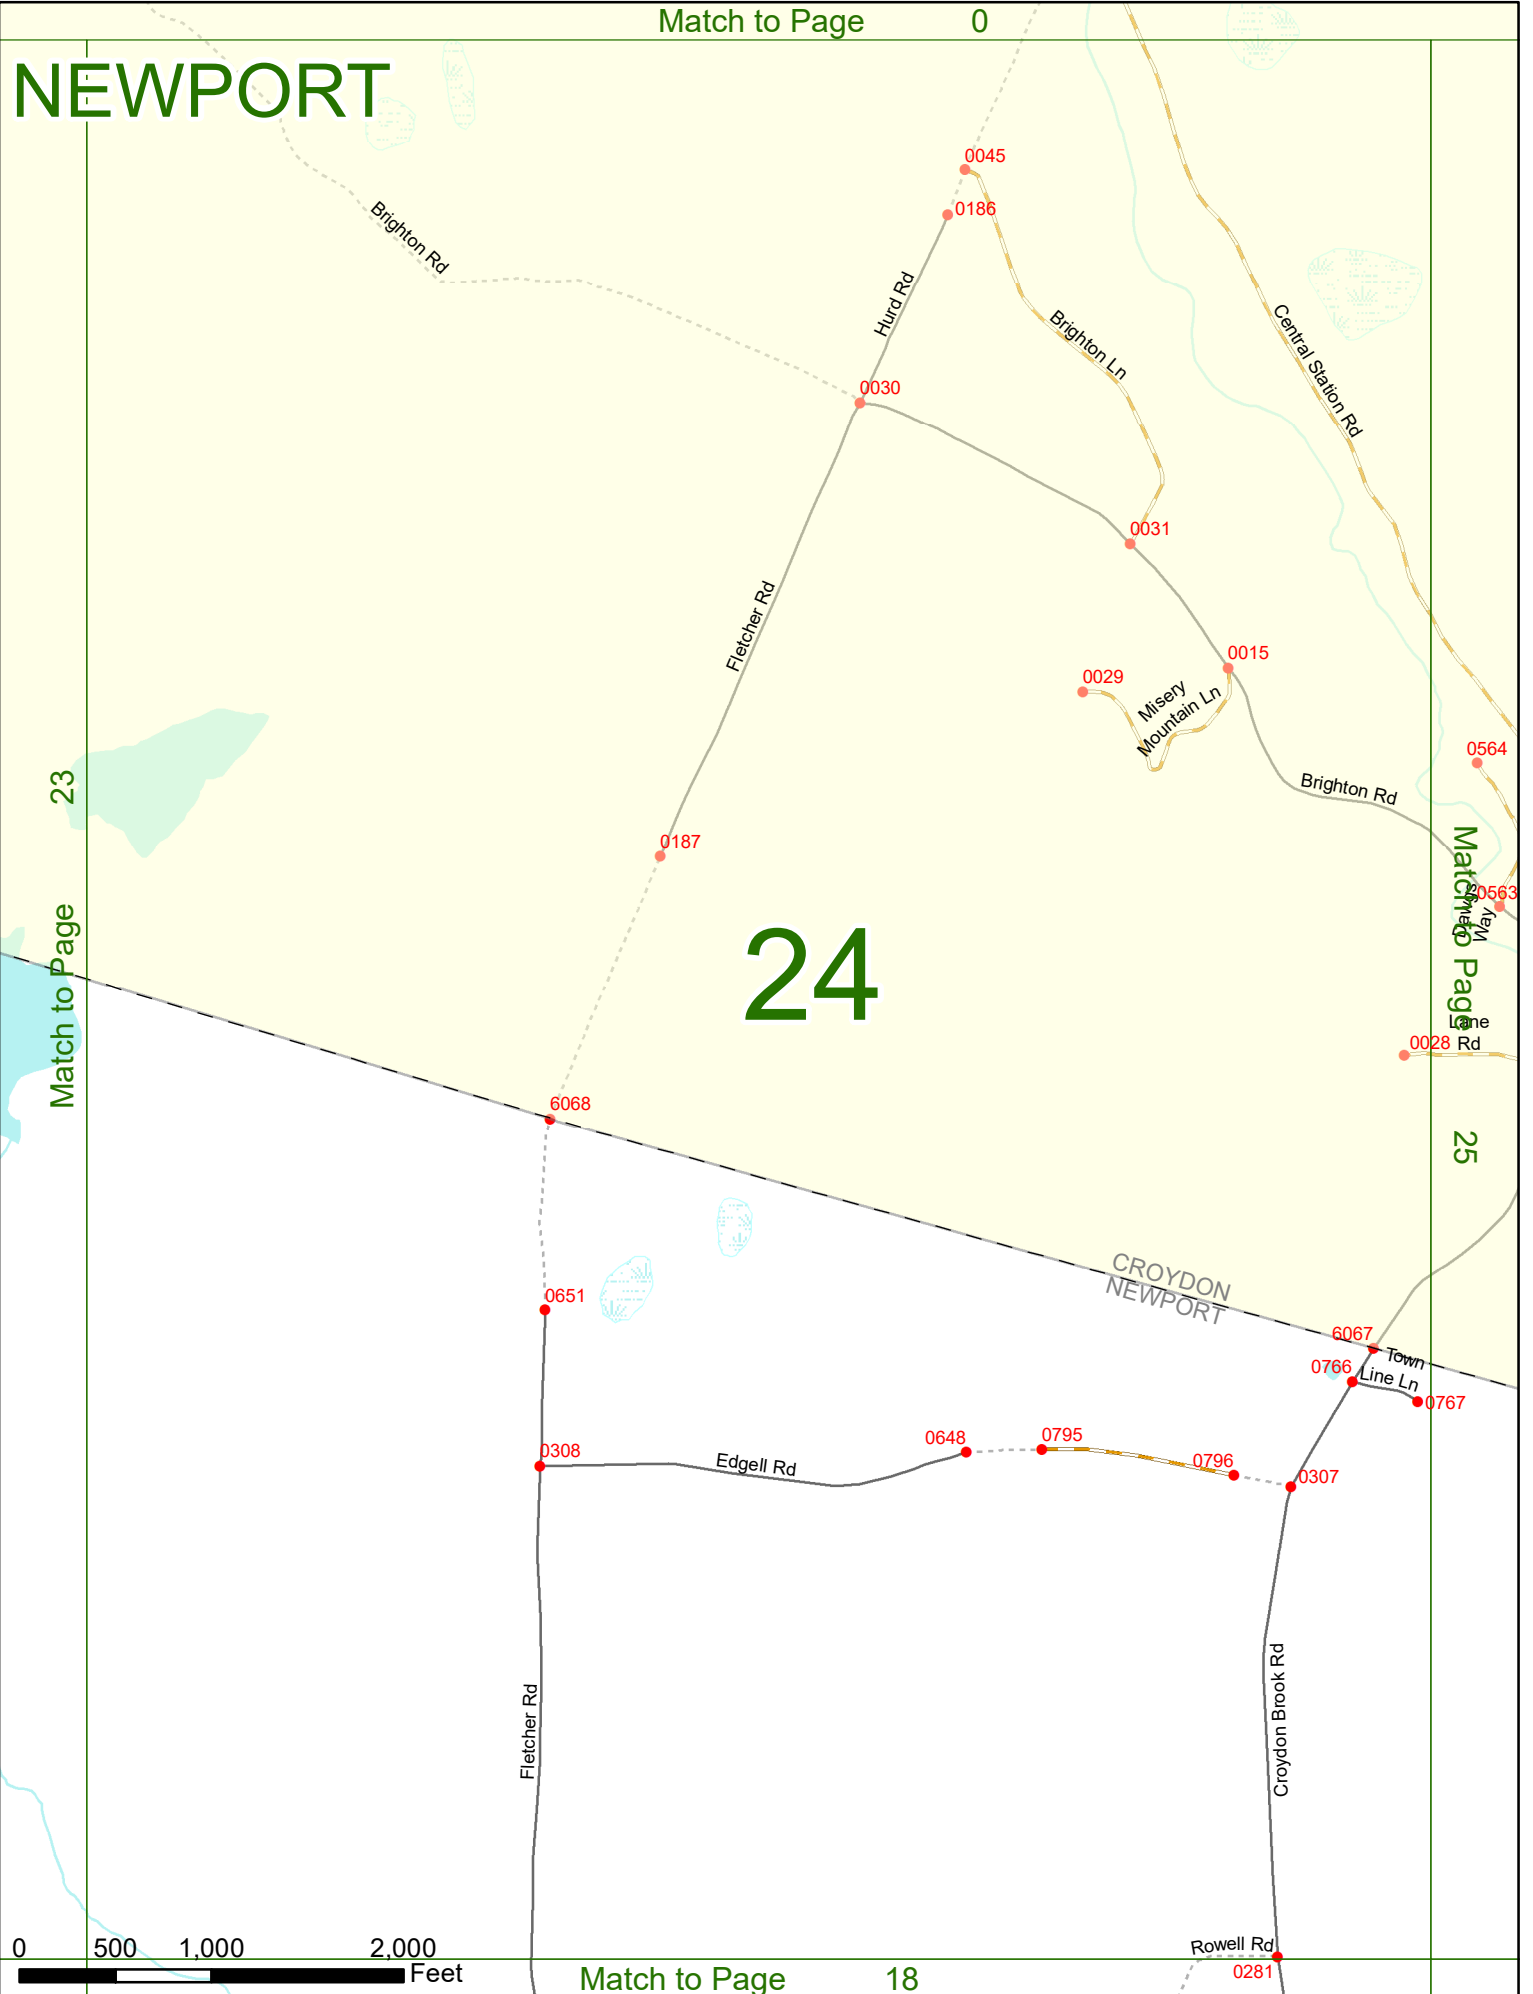 Match to Page 0
NEWPORT
0045
0186
Brighton Rd
Hurd Rd
Brighton Ln
Central Station Rd
0030
0031
Fletcher Rd
0015
0029
Misery
Mountain Ln
0564
Brighton Rd
23
Match to Page
0187
Match to Page
25
0563
Way
24
Lane
Rd
0028
6068
CROYDON
NEWPORT
0651
6067
Town
Line Ln
0766
0767
0308
Edgell Rd
0648
0795
0796
0307
Fletcher Rd
Croydon Brook Rd
Rowell Rd
0281
0 500 1,000 2,000
Feet
Match to Page 18